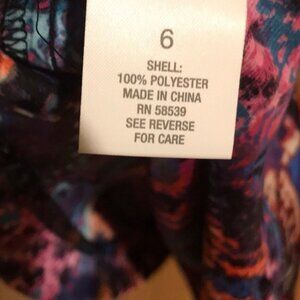 6
SHELL:
100% POLYESTER
MADE IN CHINA
RN 58539
SEE REVERSE
FOR CARE